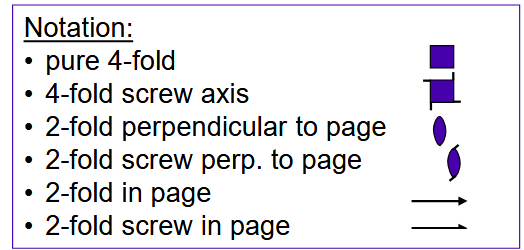 Notation:
• pure 4-fold
• 4-fold screw axis
• 2-fold perpendicular to page
• 2-fold screw perp. to page
• 2-fold in page
• 2-fold screw in page